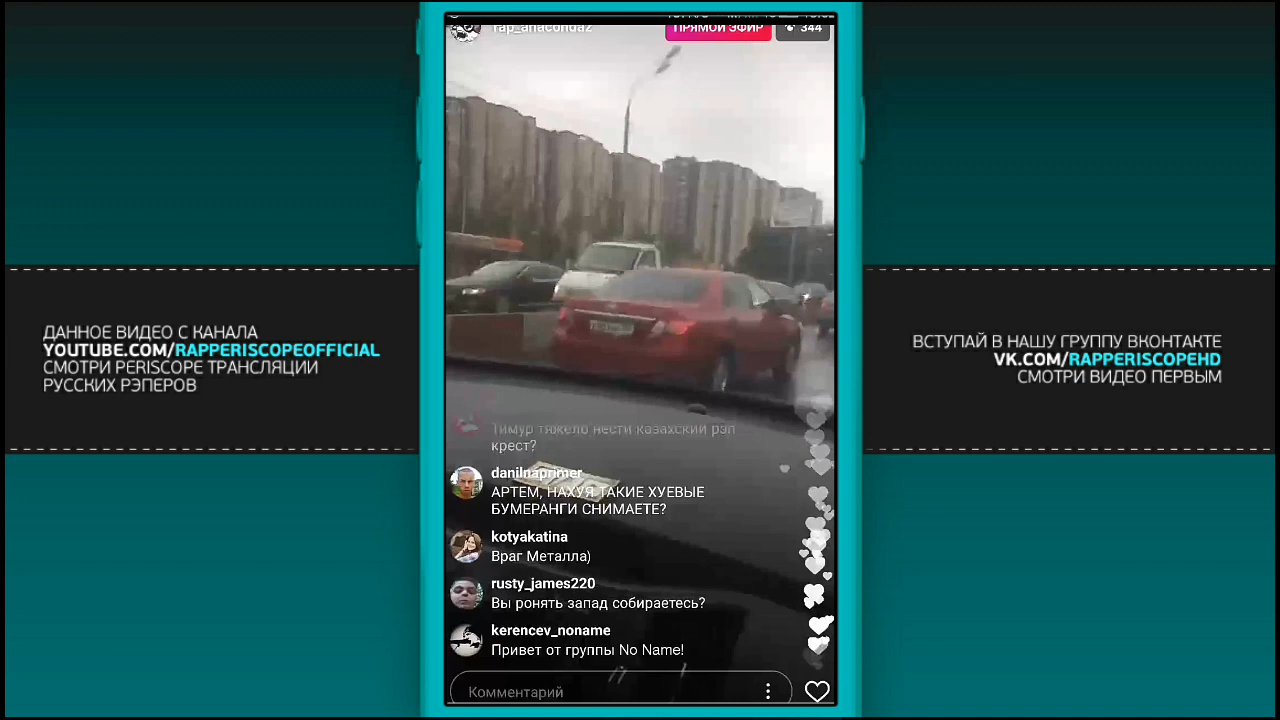 ДАННОЕ ВИДЕО С КАНАЛА
YOUTUBE.COM/RAPPERISCOPEOFFICIAL
СМОТРИ PERISCOPE ТРАНСЛЯЦИИ
РУССКИХ РЭПЕРОВ
rap_anacondaz
ПРЯМОЙ ЭФИР
344
Тимур тяжело нести казахский рэп
крест?
danilnaprimer
АРТЕМ, НАХУЯ ТАКИЕ ХУЕВЫЕ
БУМЕРАНГИ СНИМАЕТЕ?
kotyakatina
Враг Металла)
rusty_james220
Вы ронять запад собираетесь?
kerencev_noname
Привет от группы No Name!
Комментарий
ВСТУПАЙ В НАШУ ГРУППУ ВКОНТАКТЕ
VK.COM/RAPPERISCOPEHD
СМОТРИ ВИДЕО ПЕРВЫМ